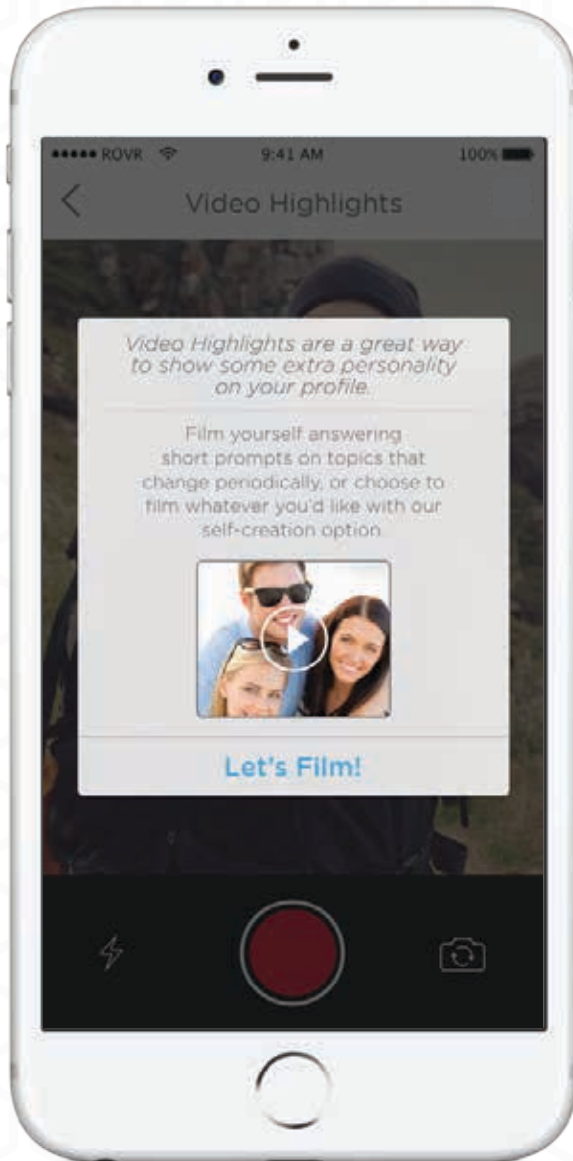 ●●●●● ROVR 9:41 AM 100%
Video Highlights
Video Highlights are a great way
to show some extra personality
on your profile.
Film yourself answering
short prompts on topics that
change periodically, or choose to
film whatever you'd like with our
self-creation option
Let's Film!